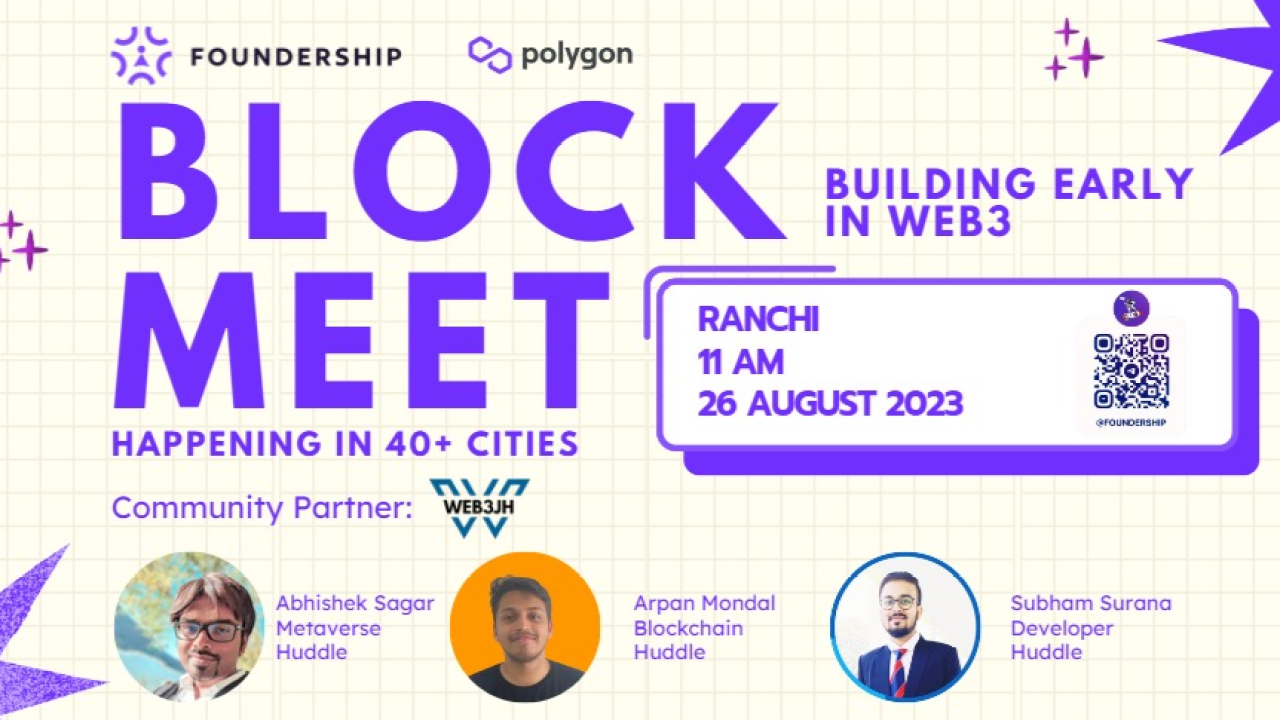 FOUNDERSHIP
polygon
BLOCK
MEET
BUILDING EARLY
IN WEB3
RANCHI
11 AM
26 AUGUST 2023
@FOUNDERSHIP
HAPPENING IN 40+ CITIES
Community Partner:
WEB3JH
Abhishek Sagar
Metaverse
Huddle
Arpan Mondal
Blockchain
Huddle
Subham Surana
Developer
Huddle